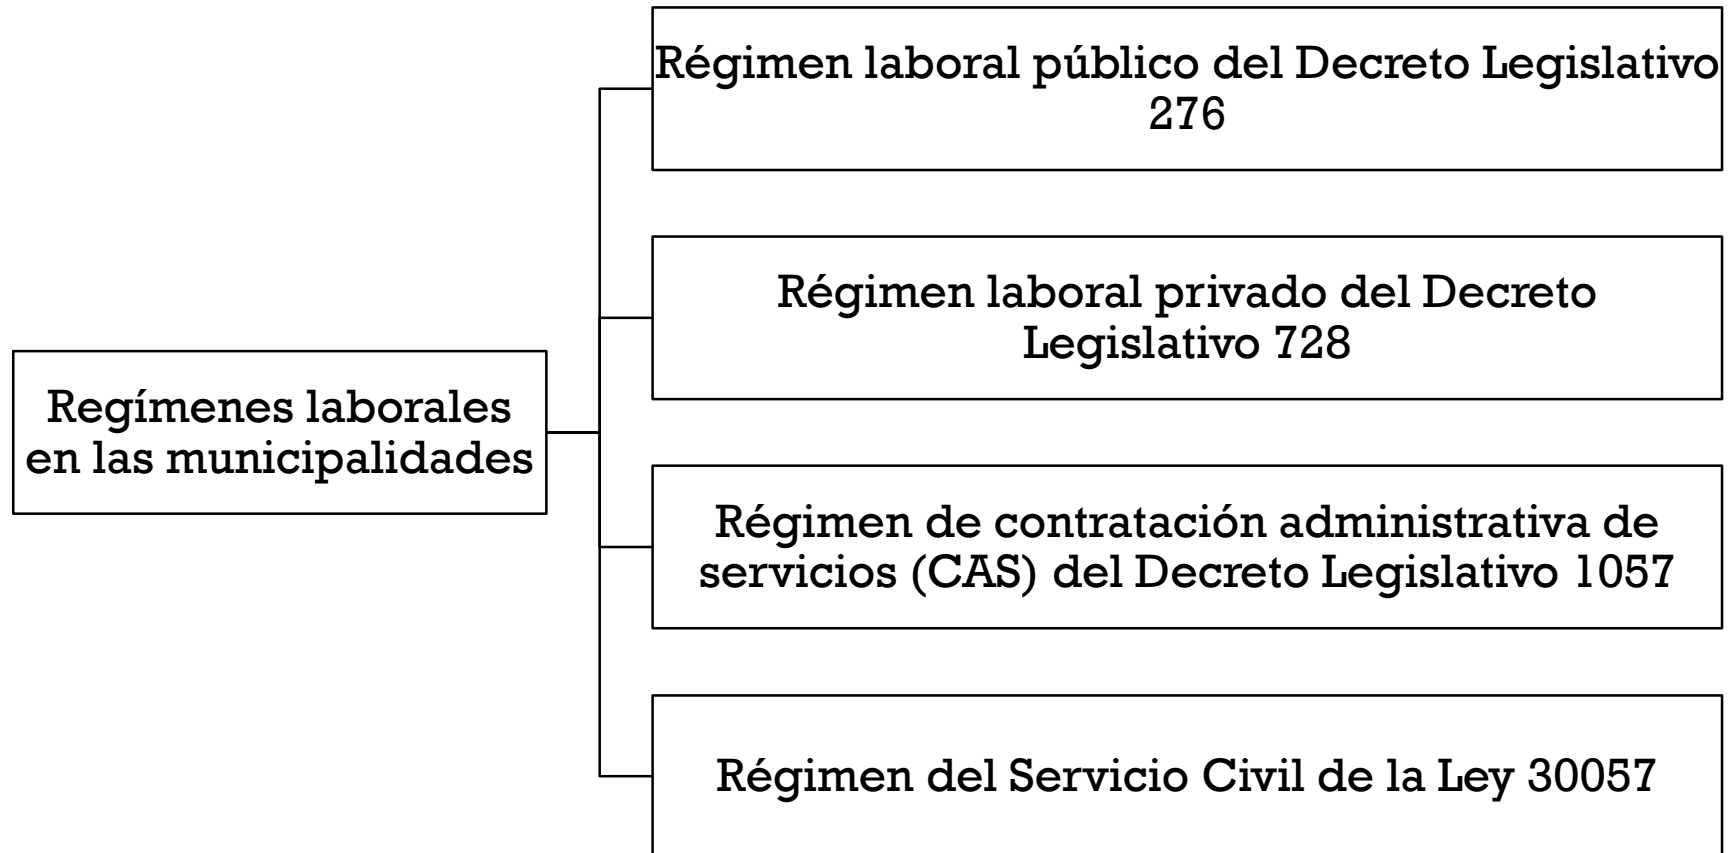 Régimen laboral público del Decreto Legislativo
276
Régimen laboral privado del Decreto
Legislativo 728
Regímenes laborales
en las municipalidades
Régimen de contratación administrativa de
servicios (CAS) del Decreto Legislativo 1057
Régimen del Servicio Civil de la Ley 30057